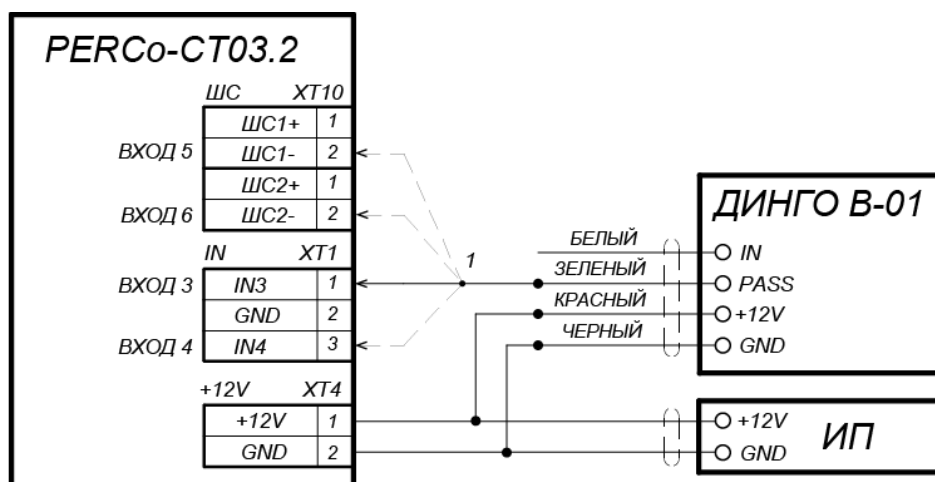 PERCo-CT03.2
ШС XT10
ШС1+ 1
ВХОД 5 ШС1- 2
ШС2+ 1
ВХОД 6 ШС2- 2
IN XT1
ВХОД 3 IN3 1
GND 2
ВХОД 4 IN4 3
+12V XT4
+12V 1
GND 2
1
ДИНГО В-01
БЕЛЫЙ IN
ЗЕЛЕНЫЙ PASS
КРАСНЫЙ +12V
ЧЕРНЫЙ GND
+12V
ИП
GND